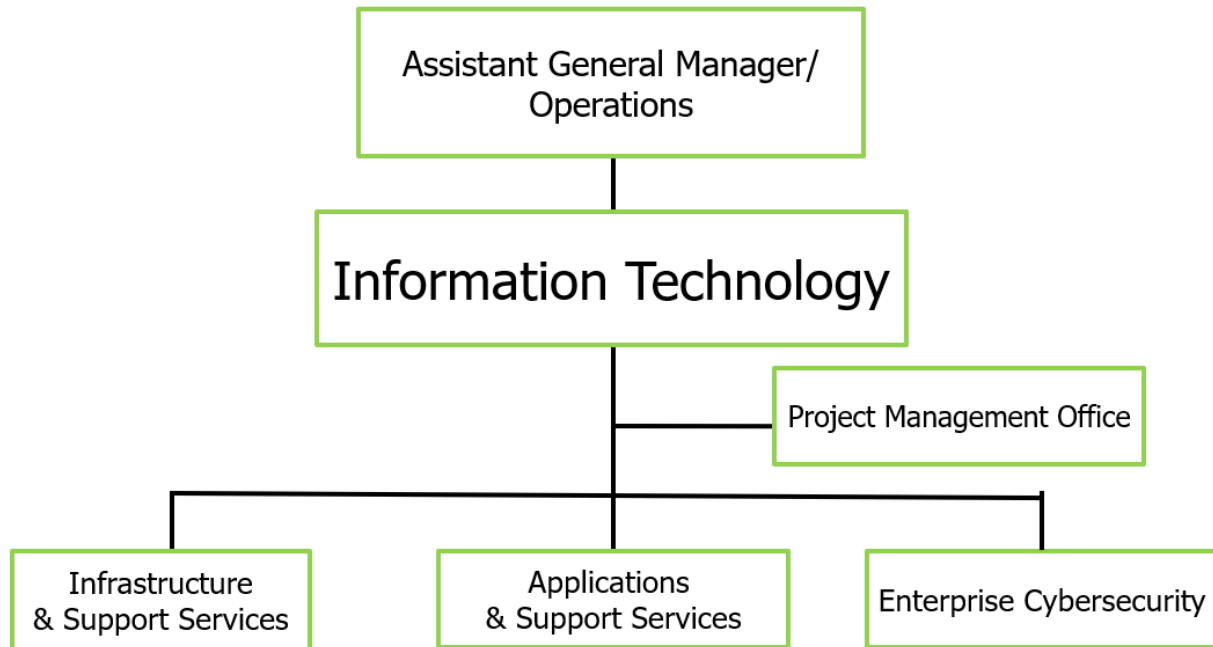 Assistant General Manager/
Operations
Information Technology
Project Management Office
Infrastructure
& Support Services
Applications
& Support Services
Enterprise Cybersecurity